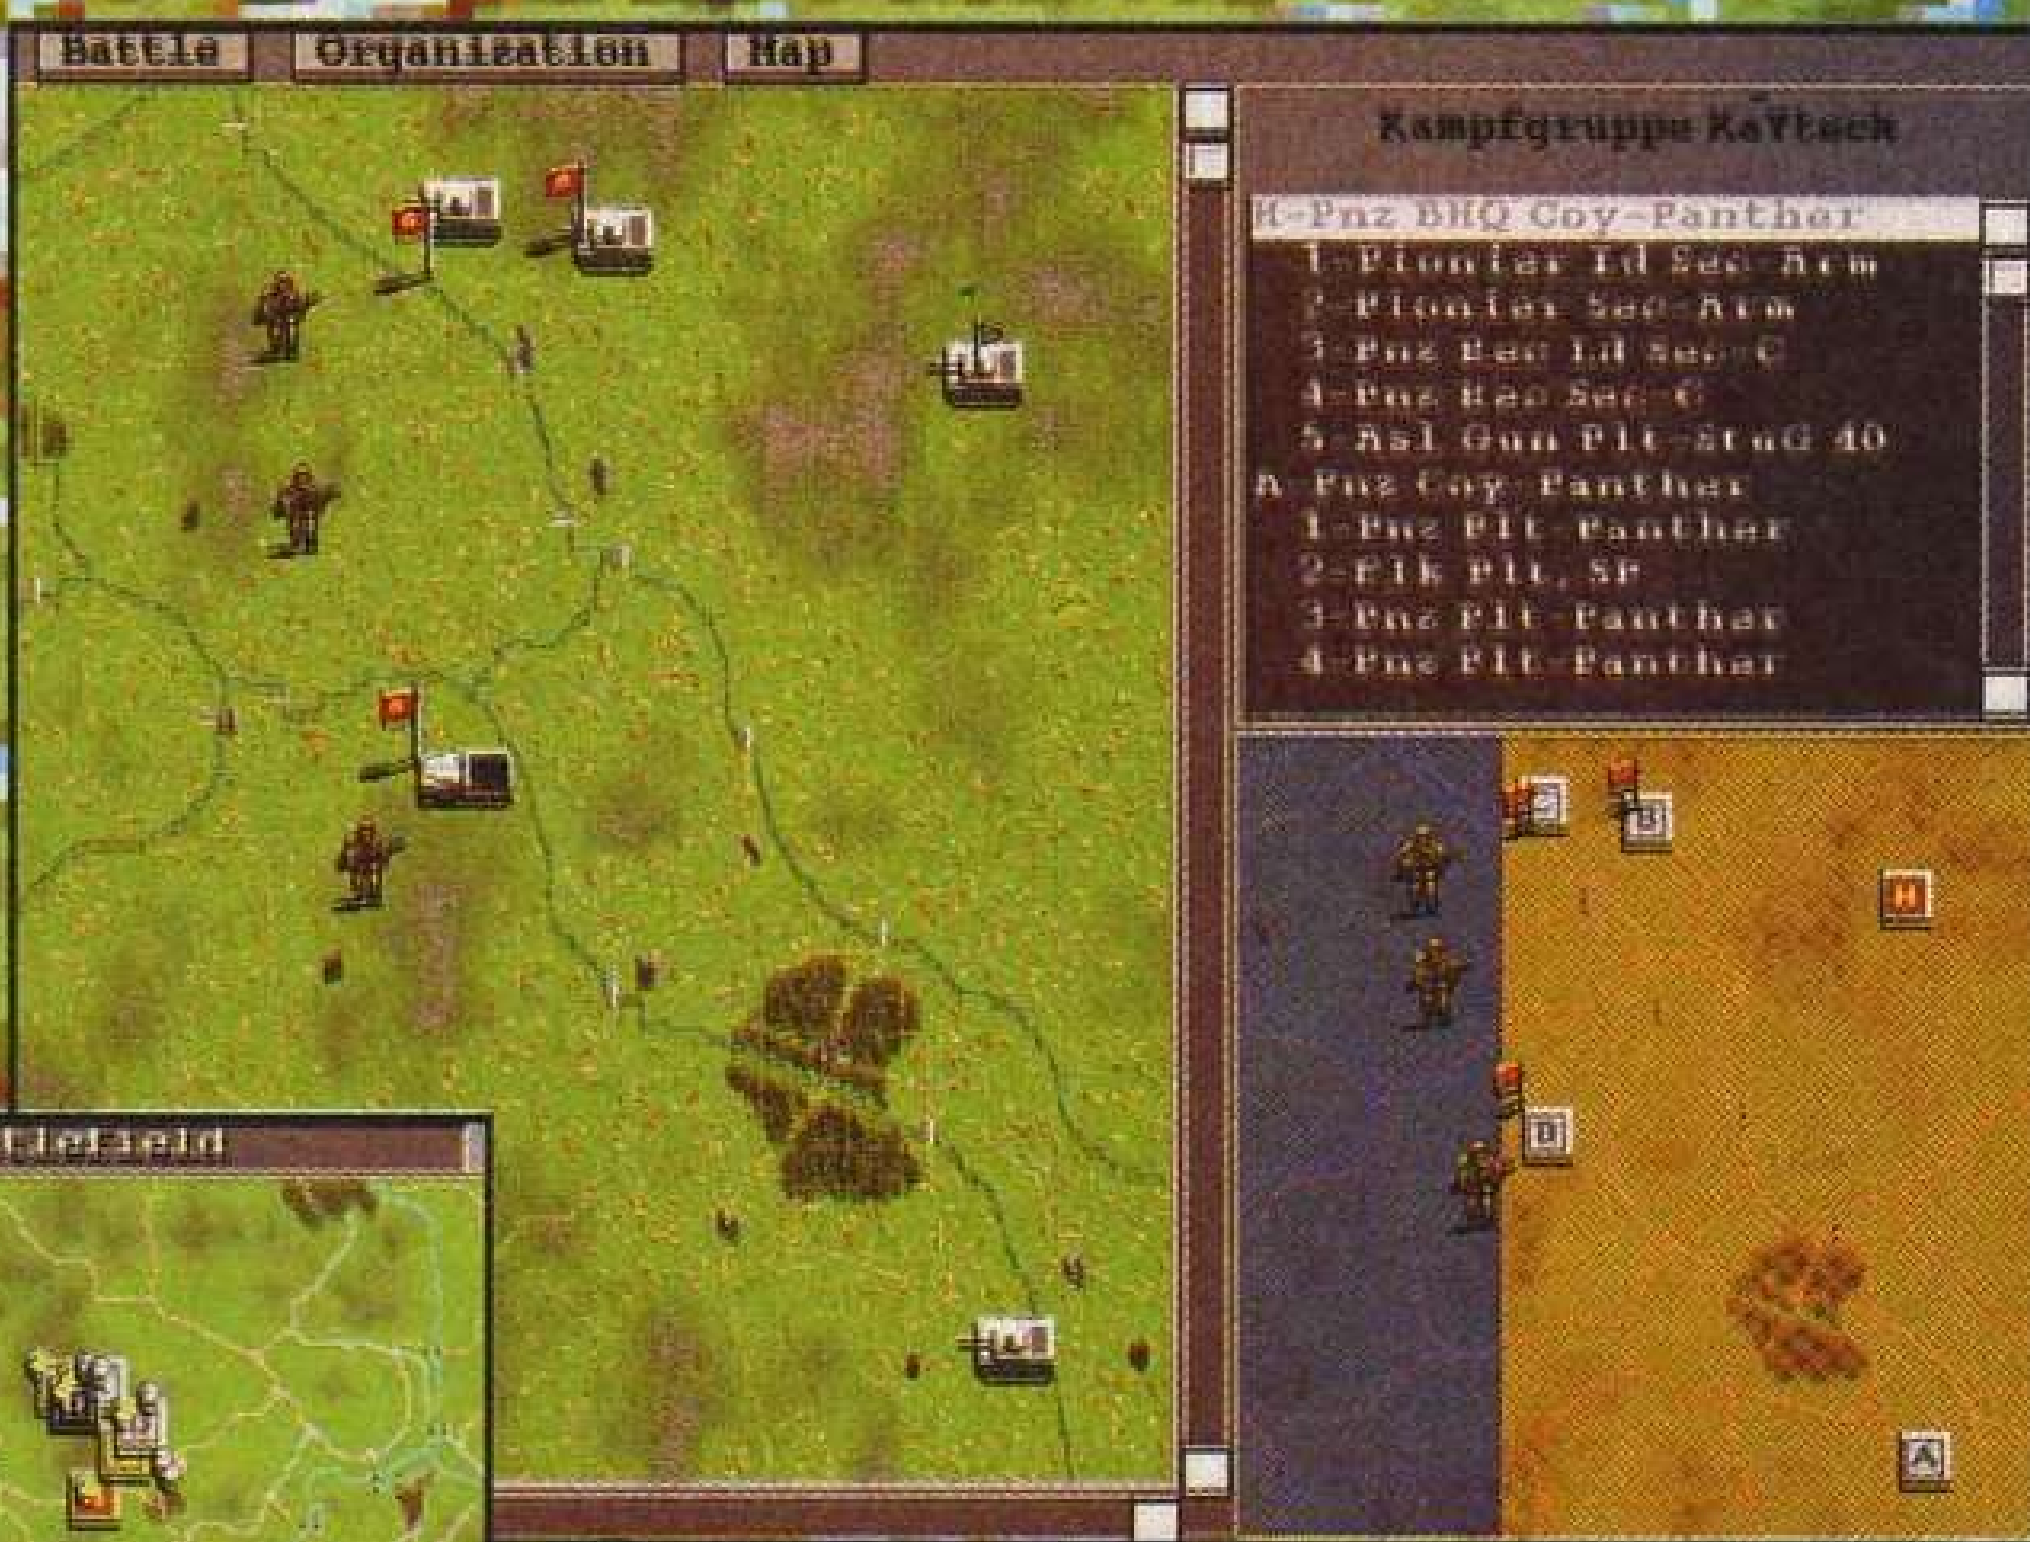 Battle
Organization
Map
Kampfgruppe
H-Pnz BHQ Coy-Panther
1-Pionier Ld Sec-Arm
2-Pionier Sec-Arm
3-Pnz Rec Ld Sec-C
4-Pnz Rec Sec-C
5-Asl Gun Plt-StuG 40
A-Pnz Coy-Panther
1-Pnz Plt-Panther
2-Flk Plt, SP
3-Pnz Plt-Panther
4-Pnz Plt-Panther
B
H
D
tlefield
A